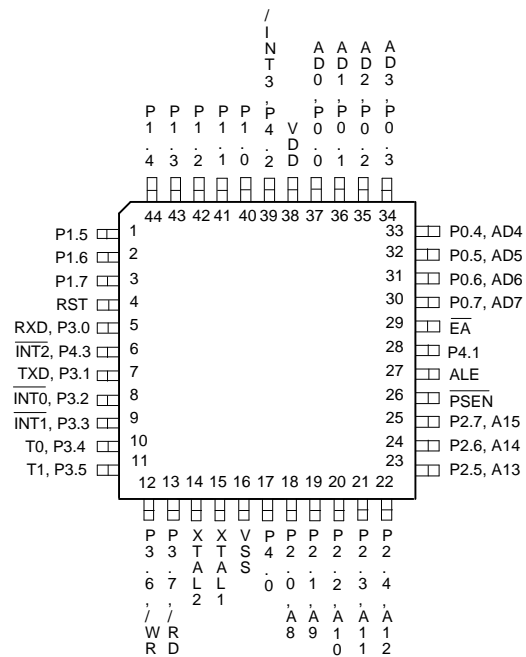 P1.4
P1.3
P1.2
P1.1
P1.0
/INT3,P4.2
VDD
AD0,P0.0
AD1,P0.1
AD2,P0.2
AD3,P0.3
44 43 42 41 40 39 38 37 36 35 34
P1.5 1
P1.6 2
P1.7 3
RST 4
RXD, P3.0 5
INT2, P4.3 6
TXD, P3.1 7
INT0, P3.2 8
INT1, P3.3 9
T0, P3.4 10
T1, P3.5 11
33 P0.4, AD4
32 P0.5, AD5
31 P0.6, AD6
30 P0.7, AD7
29 EA
28 P4.1
27 ALE
26 PSEN
25 P2.7, A15
24 P2.6, A14
23 P2.5, A13
12 13 14 15 16 17 18 19 20 21 22
P3.6,/WR
P3.7,/RD
XTAL2
XTAL1
VSS
P4.0
P2.0,A8
P2.1,A9
P2.2,A10
P2.3,A11
P2.4,A12